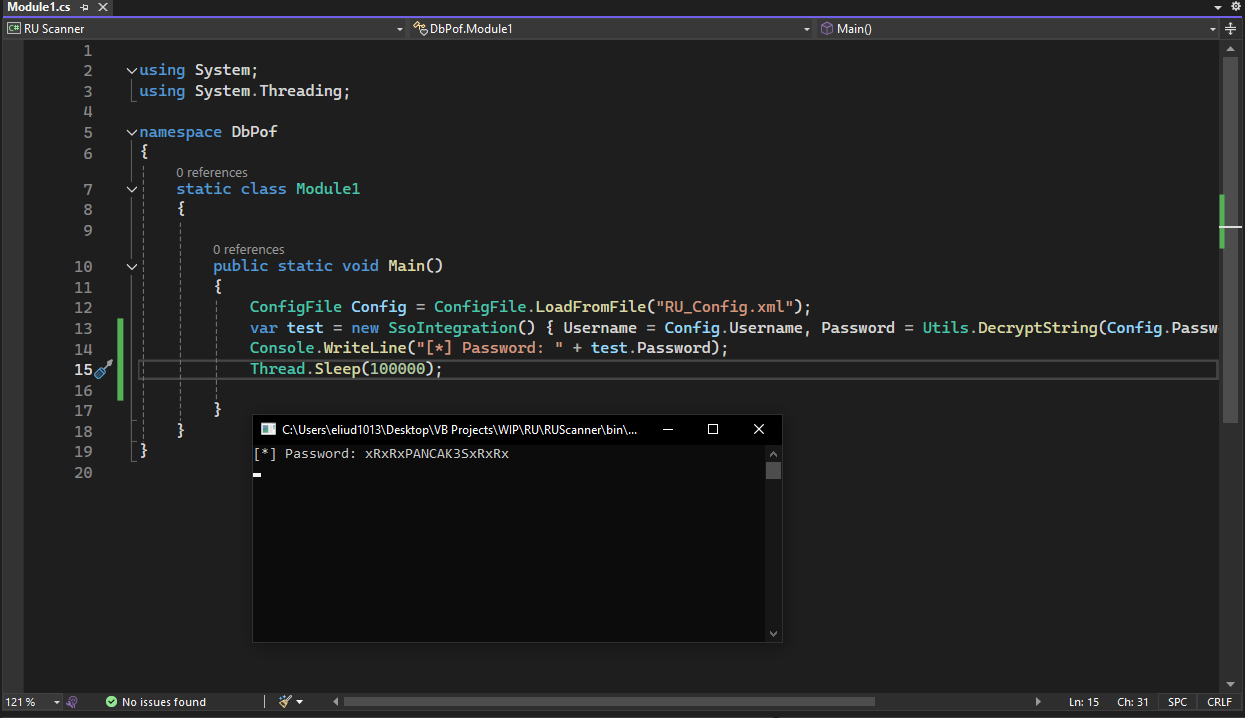 Module1.cs
RU Scanner
DbPof.Module1
Main()
1
2 using System;
3 using System.Threading;
4
5 namespace DbPof
6 {
0 references
7 static class Module1
8 {
9
0 references
10 public static void Main()
11 {
12 ConfigFile Config = ConfigFile.LoadFromFile("RU_Config.xml");
13 var test = new SsoIntegration() { Username = Config.Username, Password = Utils.DecryptString(Config.Passw
14 Console.WriteLine("[*] Password: " + test.Password);
15 Thread.Sleep(100000);
16
17 }
18 }
19 }
20
C:\Users\eliud1013\Desktop\VB Projects\WIP\RU\RUScanner\bin\...
[*] Password: xRxRxPANCAK3SxRxRx
121 %
No issues found
Ln: 15
Ch: 31
SPC
CRLF